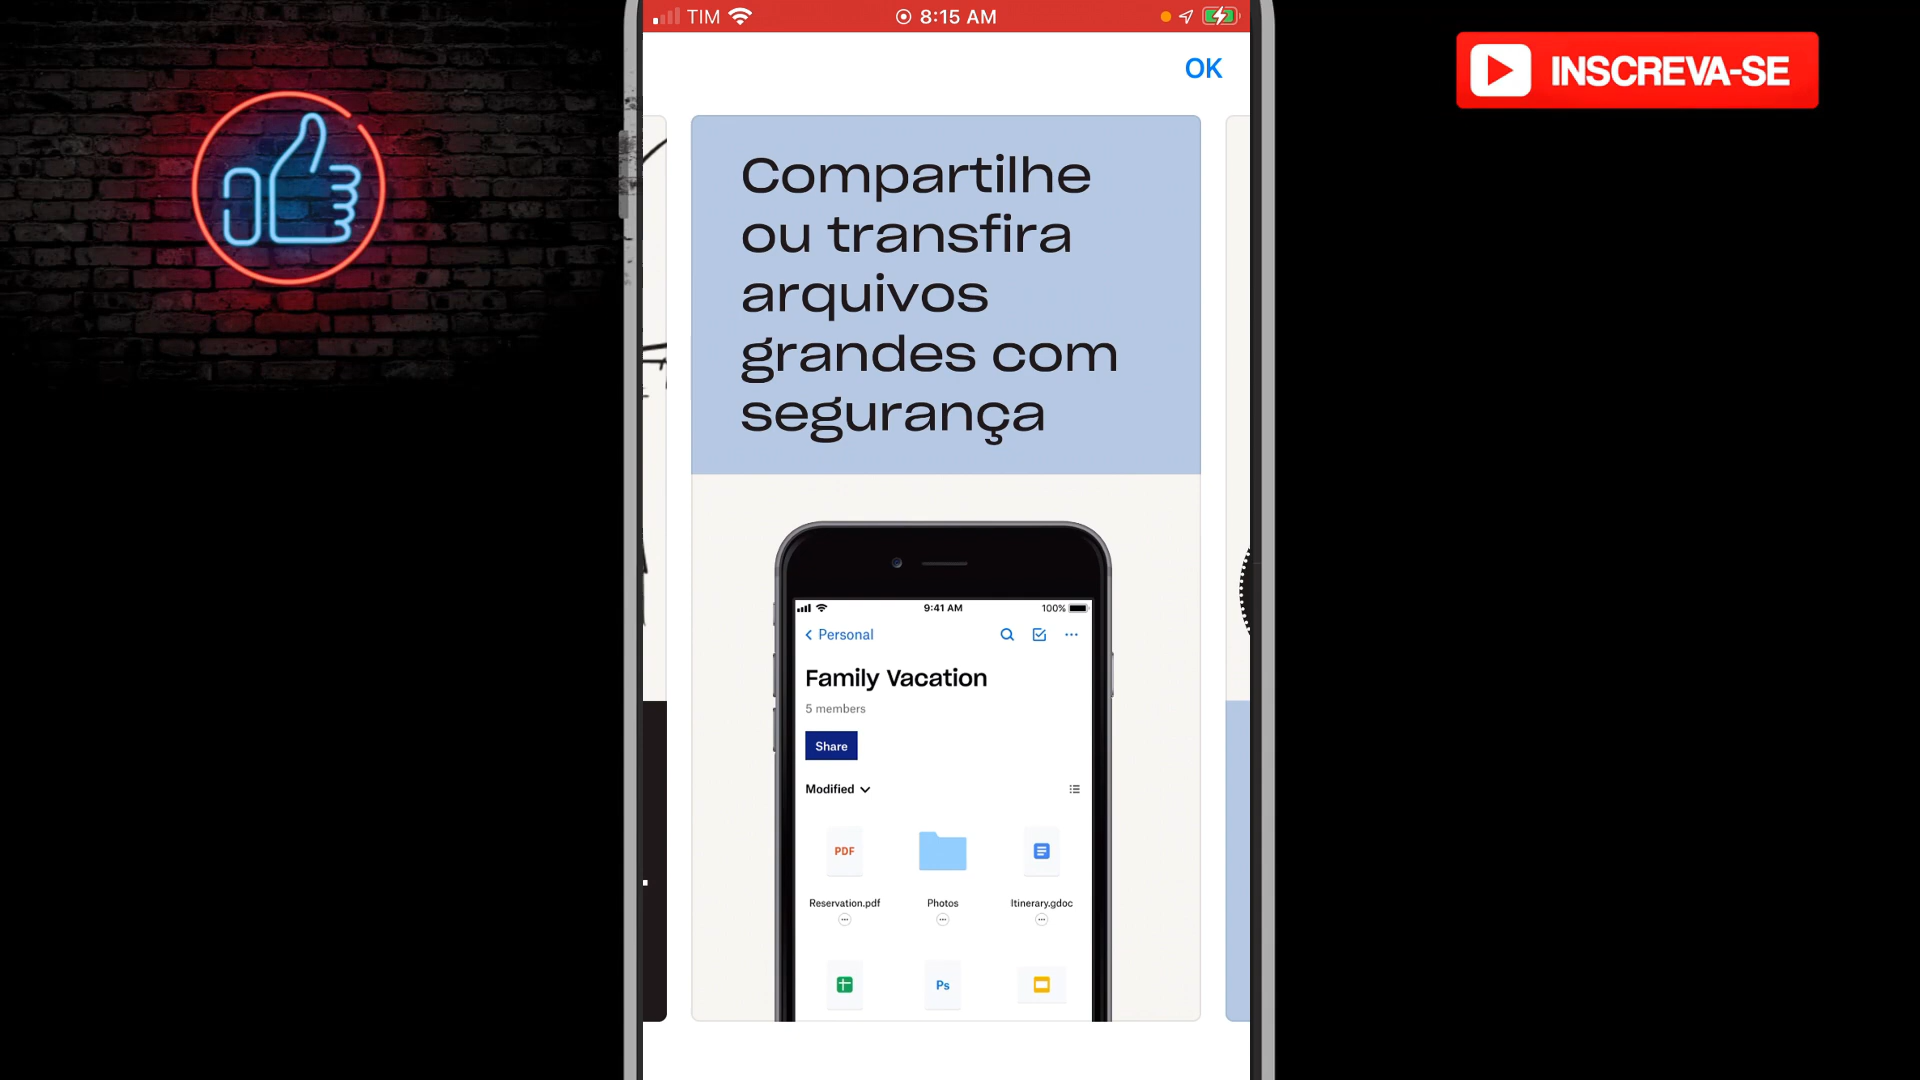 TIM 8:15 AM
OK
INSCREVA-SE
Compartilhe
ou transfira
arquivos
grandes com
segurança
9:41 AM 100%
Personal
Family Vacation
5 members
Share
Modified
PDF
Reservation.pdf Photos Itinerary.gdoc
Ps